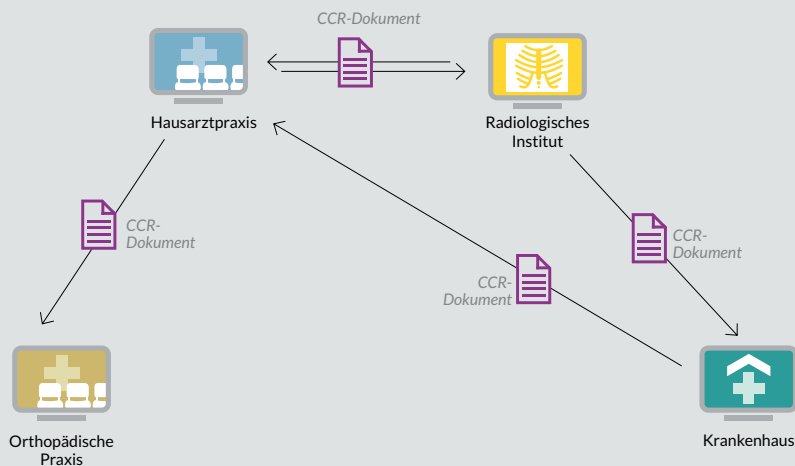 CCR-Dokument
Hausarztpraxis
Radiologisches
Institut
CCR-
Dokument
CCR-
Dokument
CCR-
Dokument
Orthopädische
Praxis
Krankenhaus